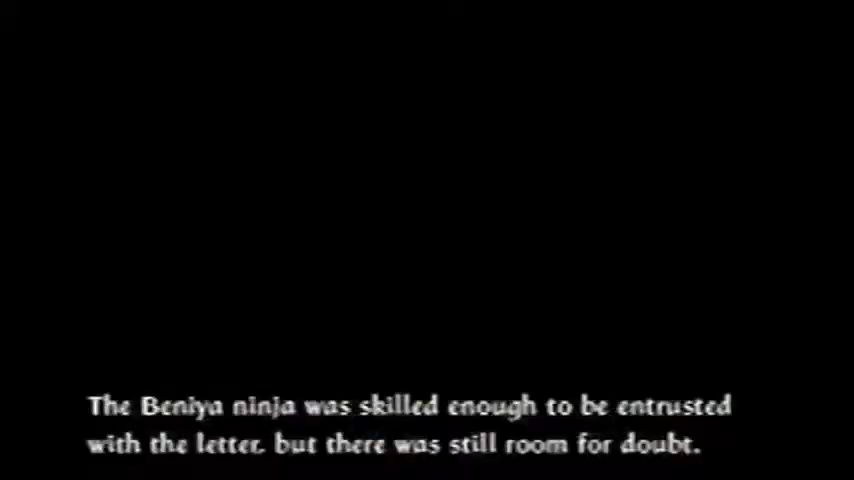 The Beniya ninja was skilled enough to be entrusted
with the letter, but there was still room for doubt.